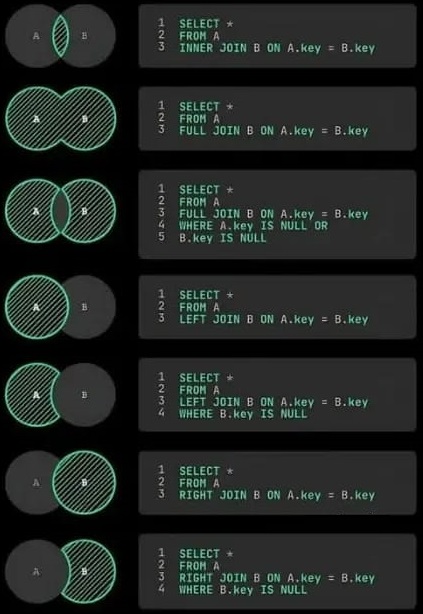 A B
1 SELECT *
2 FROM A
3 INNER JOIN B ON A.key = B.key
A B
1 SELECT *
2 FROM A
3 FULL JOIN B ON A.key = B.key
A B
1 SELECT *
2 FROM A
3 FULL JOIN B ON A.key = B.key
4 WHERE A.key IS NULL OR
5 B.key IS NULL
A B
1 SELECT *
2 FROM A
3 LEFT JOIN B ON A.key = B.key
A B
1 SELECT *
2 FROM A
3 LEFT JOIN B ON A.key = B.key
4 WHERE B.key IS NULL
A B
1 SELECT *
2 FROM A
3 RIGHT JOIN B ON A.key = B.key
A B
1 SELECT *
2 FROM A
3 RIGHT JOIN B ON A.key = B.key
4 WHERE B.key IS NULL